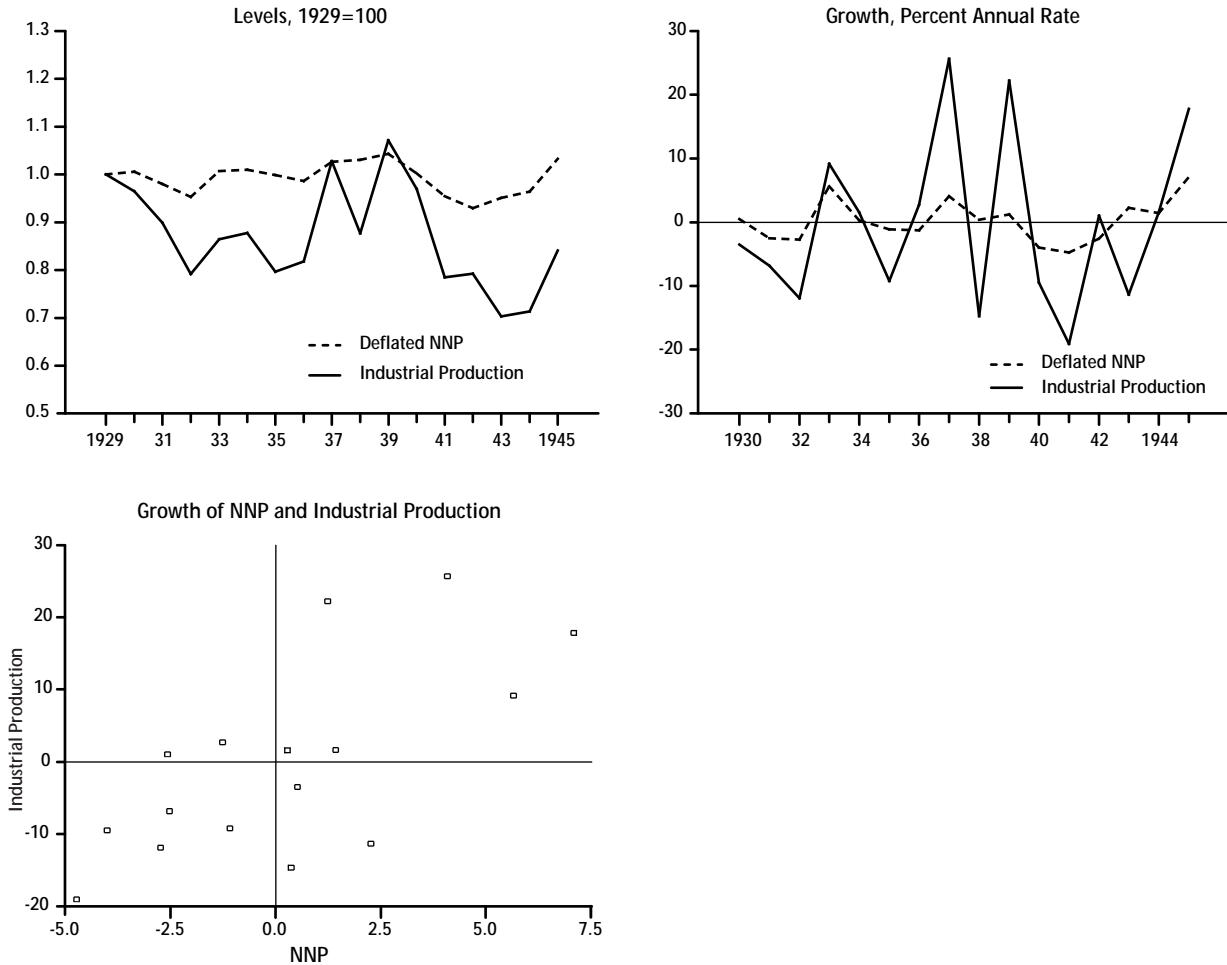 Levels, 1929=100
1.3
1.2
1.1
1.0
0.9
0.8
0.7
0.6
0.5
Deflated NNP
Industrial Production
1929 31 33 35 37 39 41 43 1945
Growth, Percent Annual Rate
30
20
10
0
-10
-20
-30
Deflated NNP
Industrial Production
1930 32 34 36 38 40 42 1944
Growth of NNP and Industrial Production
Industrial Production
30
20
10
0
-10
-20
-5.0 -2.5 0.0 2.5 5.0 7.5
NNP